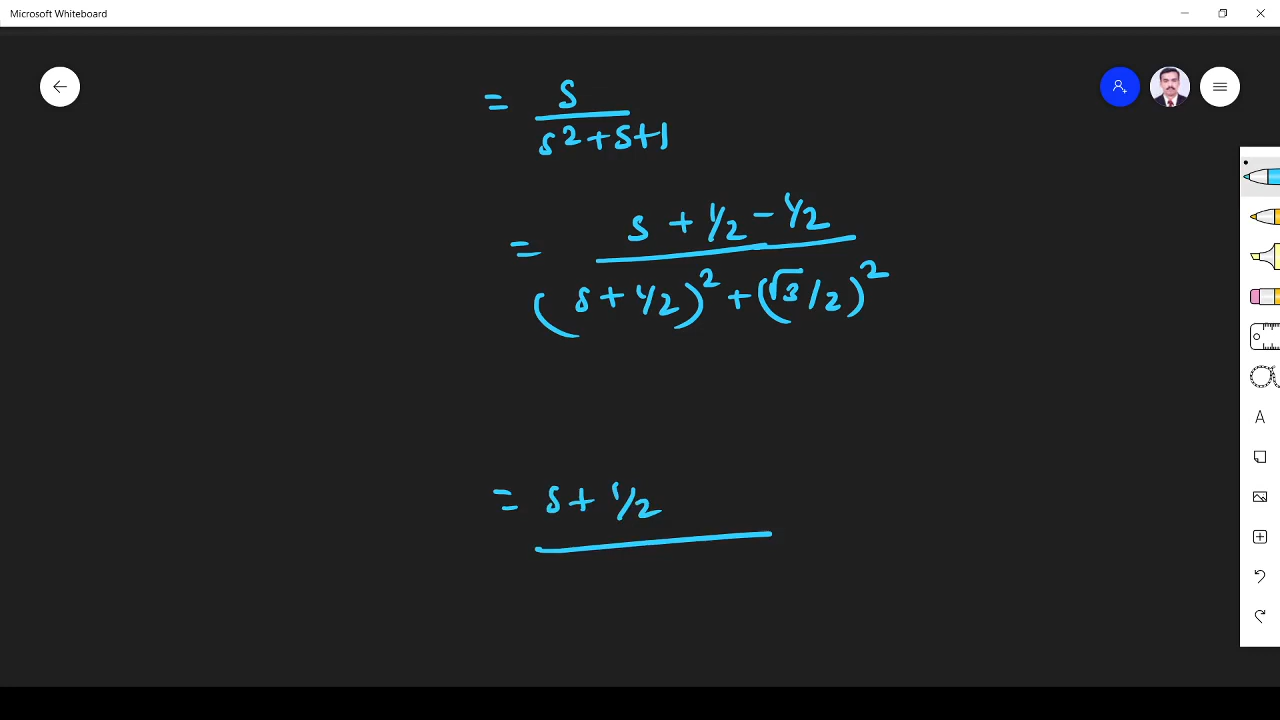 Microsoft Whiteboard
= s
s² + s + 1
= s + 1/2 - 1/2
(s + 1/2)² + (√3/2)²
= s + 1/2
A